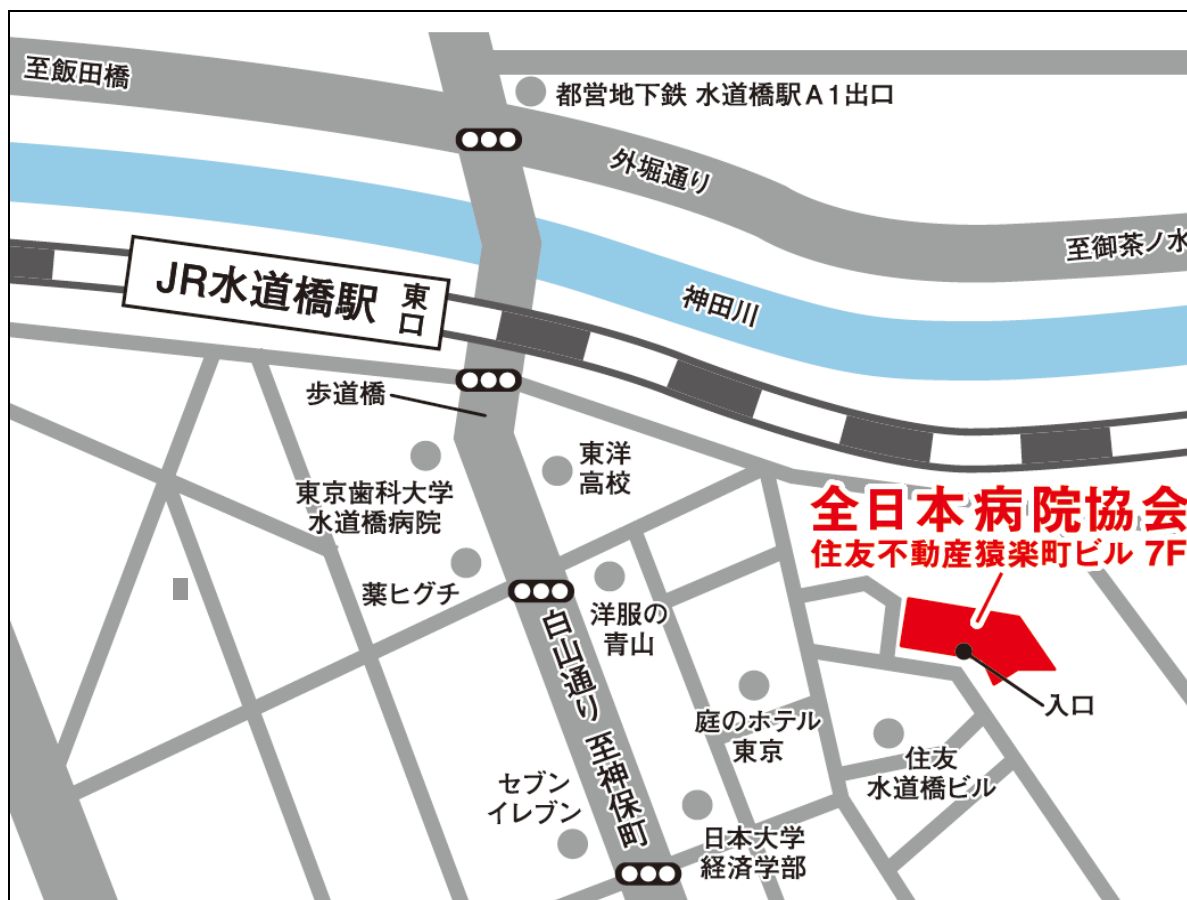 至飯田橋
都営地下鉄 水道橋駅A1出口
外堀通り
至御茶ノ水
JR水道橋駅 東口
神田川
歩道橋
東洋
高校
東京歯科大学
水道橋病院
全日本病院協会
住友不動産猿楽町ビル 7F
薬ヒグチ
洋服の
青山
白山通り 至神保町
入口
庭のホテル
東京
住友
水道橋ビル
セブン
イレブン
日本大学
経済学部